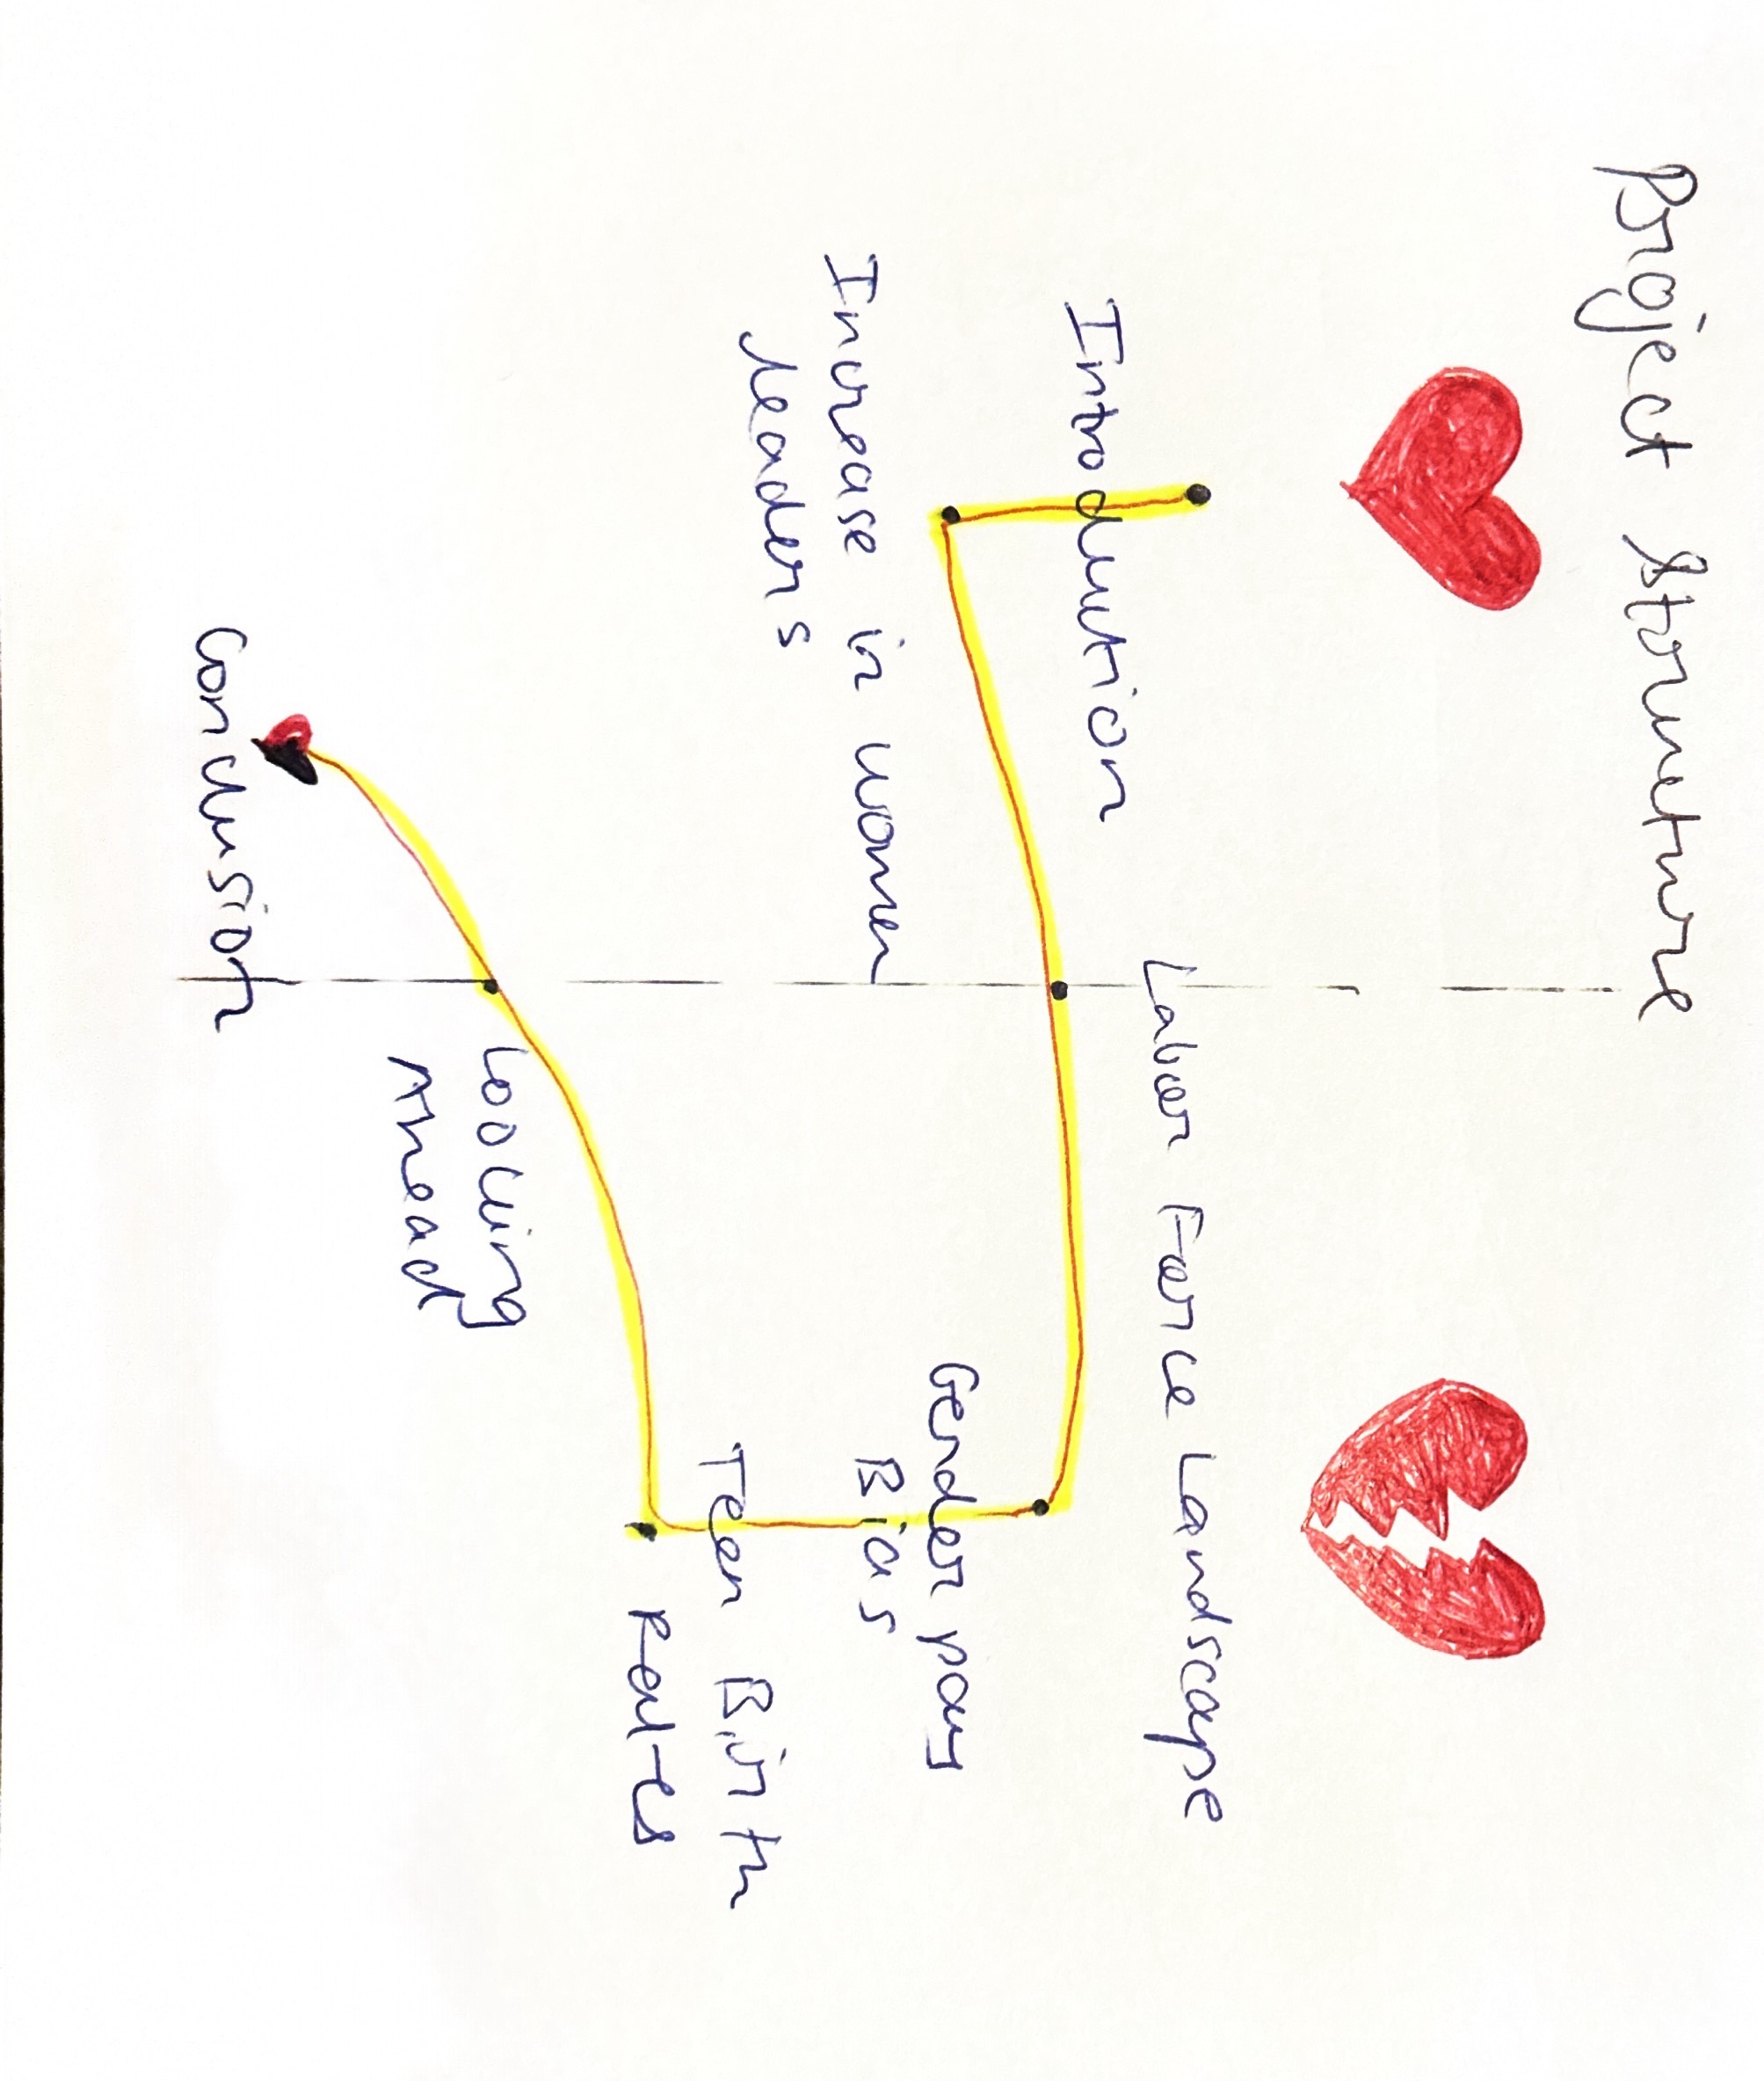 Project Structure
Introduction
Labor Force Landscape
Increase in women
leaders
Gender pay
Bias
Teen Birth
Rates
Looking
Ahead
Conclusion